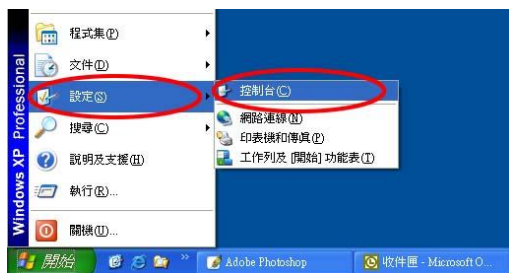 Windows XP Professional
程式集(P)
文件(D)
設定(S)
搜尋(C)
說明及支援(H)
執行(R)...
關機(U)...
控制台(C)
網路連線(N)
印表機和傳真(P)
工作列及 [開始] 功能表(T)
開始
Adobe Photoshop
收件匣 - Microsoft O...